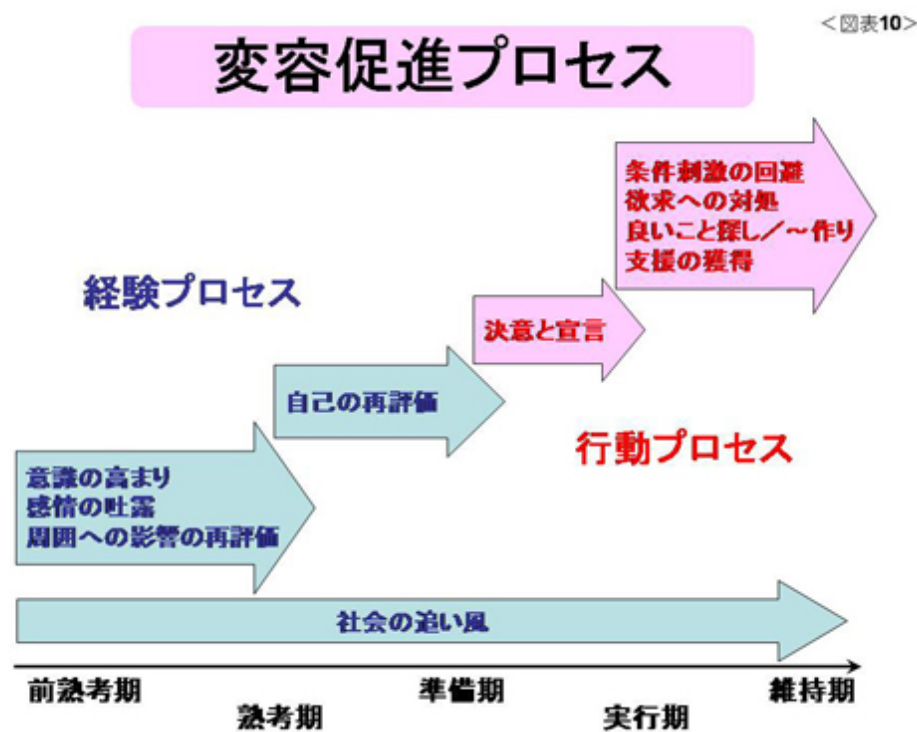 <図表10>
変容促進プロセス
条件刺激の回避
欲求への対処
良いこと探し/~作り
支援の獲得
経験プロセス
決意と宣言
自己の再評価
行動プロセス
意識の高まり
感情の吐露
周囲への影響の再評価
社会の追い風
前熟考期
熟考期
準備期
実行期
維持期